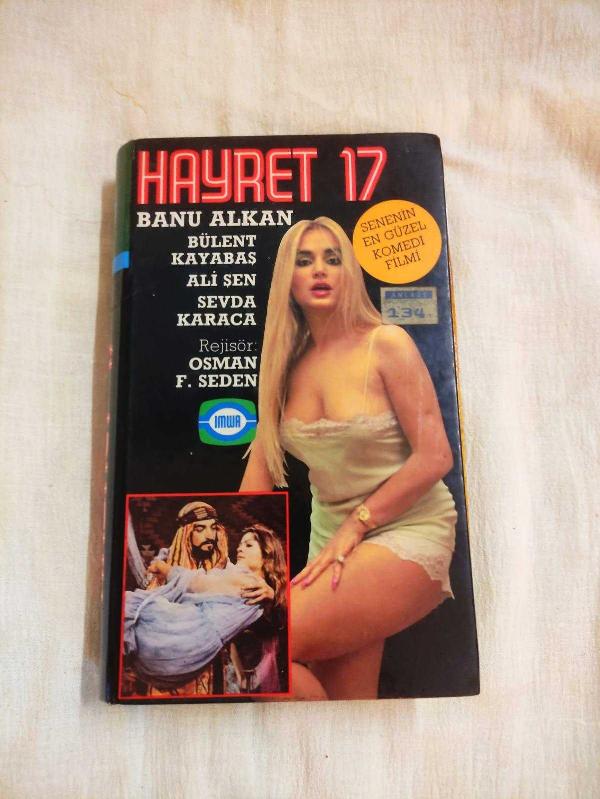 HAYRET 17
BANU ALKAN
BÜLENT
KAYABAŞ
ALİ ŞEN
SEVDA
KARACA
Rejisör:
OSMAN
F. SEDEN
IMWA
SENENİN
EN GÜZEL
KOMEDİ
FİLMİ
134